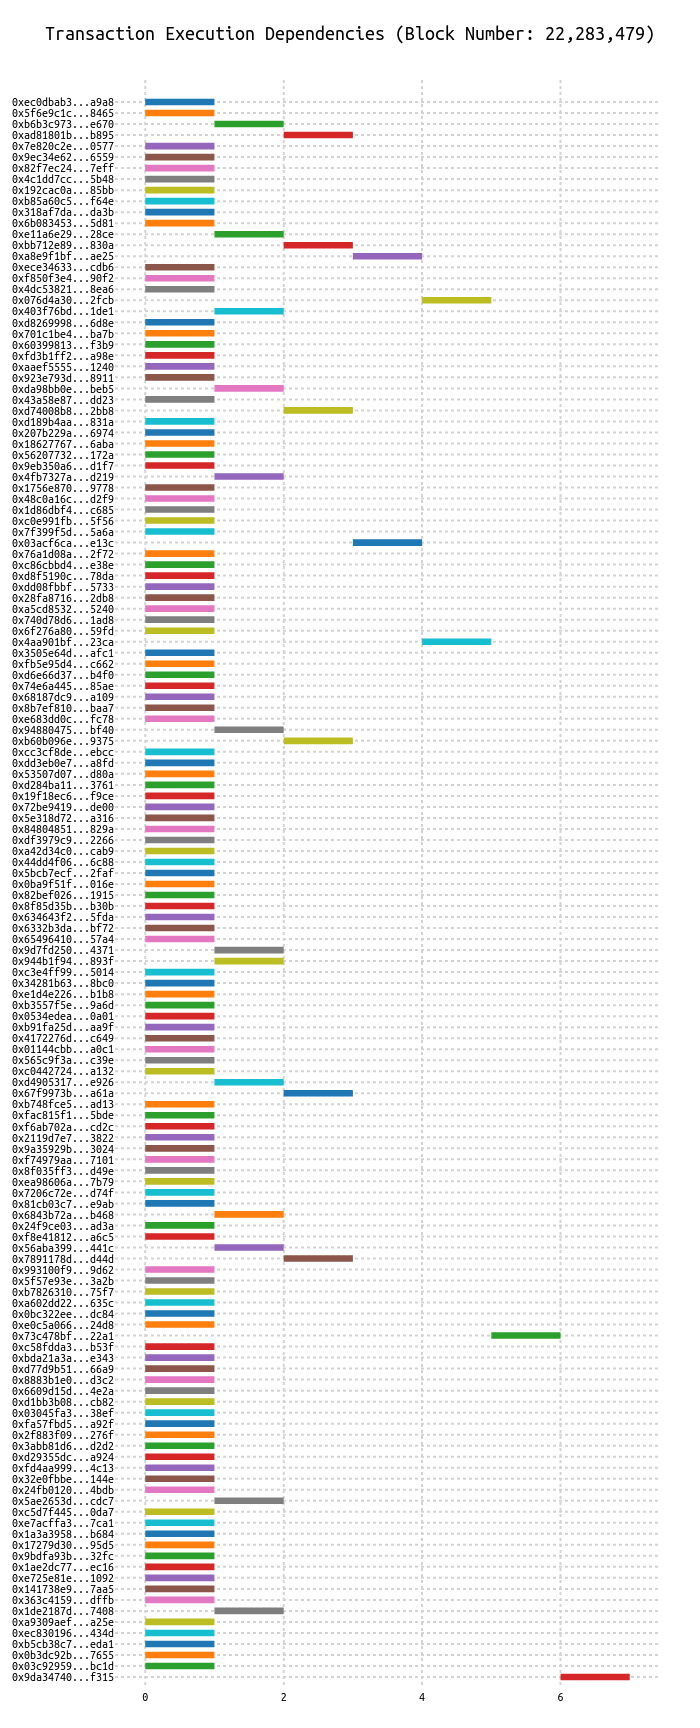 Transaction Execution Dependencies (Block Number: 22,283,479)
0xec0dbab3...a9a8
0x5f6e9c1c...8465
0xb6b3c973...e670
0xad81801b...b895
0x7e820c2e...0577
0x9ec34e62...6559
0x82f7ec24...7eff
0x4c1dd7cc...5b48
0x192cac0a...85bb
0xb85a60c5...f64e
0x318af7da...da3b
0x6b083453...5d81
0xe11a6e29...28ce
0xbb712e89...830a
0xa8e9f1bf...ae25
0xece34633...cdb6
0xf850f3e4...90f2
0x4dc53821...8ea6
0x076d4a30...2fcb
0x403f76bd...1de1
0xd8269998...6d8e
0x701c1be4...ba7b
0x60399813...f3b9
0xfd3b1ff2...a98e
0xaaef5555...1240
0x923e793d...8911
0xda98bb0e...beb5
0x43a58e87...dd23
0xd74008b8...2bb8
0xd189b4aa...831a
0x207b229a...6974
0x18627767...6aba
0x56207732...172a
0x9eb350a6...d1f7
0x4fb7327a...d219
0x1756e870...9778
0x48c0a16c...d2f9
0x1d86dbf4...c685
0xc0e991fb...5f56
0x7f399f5d...5a6a
0x03acf6ca...e13c
0x76a1d08a...2f72
0xc86cbbd4...e38e
0xd8f5190c...78da
0xdd08fbbf...5733
0x28fa8716...2db8
0xa5cd8532...5240
0x740d78d6...1ad8
0x6f276a80...59fd
0x4aa901bf...23ca
0x3505e64d...afc1
0xfb5e95d4...c662
0xd6e66d37...b4f0
0x74e6a445...85ae
0x68187dc9...a109
0x8b7ef810...baa7
0xe683dd0c...fc78
0x94880475...bf40
0xb60b096e...9375
0xcc3cf8de...ebcc
0xdd3eb0e7...a8fd
0x53507d07...d80a
0xd284ba11...3761
0x19f18ec6...f9ce
0x72be9419...de00
0x5e318d72...a316
0x84804851...829a
0xdf3979c9...2266
0xa42d34c0...cab9
0x44dd4f06...6c88
0x5bcb7ecf...2faf
0x0ba9f51f...016e
0x82bef026...1915
0x8f85d35b...b30b
0x634643f2...5fda
0x6332b3da...bf72
0x65496410...57a4
0x9d7fd250...4371
0x944b1f94...893f
0xc3e4ff99...5014
0x34281b63...8bc0
0xe1d4e226...b1b8
0xb3557f5e...9a6d
0x0534edea...0a01
0xb91fa25d...aa9f
0x4172276d...c649
0x01144cbb...a0c1
0x565c9f3a...c39e
0xc0442724...a132
0xd4905317...e926
0x67f9973b...a61a
0xb748fce5...ad13
0xfac815f1...5bde
0xf6ab702a...cd2c
0x2119d7e7...3822
0x9a35929b...3024
0xf74979aa...7101
0x8f035ff3...d49e
0xea98606a...7b79
0x7206c72e...d74f
0x81cb03c7...e9ab
0x6843b72a...b468
0x24f9ce03...ad3a
0xf8e41812...a6c5
0x56aba399...441c
0x7891178d...d44d
0x993100f9...9d62
0x5f57e93e...3a2b
0xb7826310...75f7
0xa602dd22...635c
0x0bc322ee...dc84
0xe0c5a066...24d8
0x73c478bf...22a1
0xc58fdda3...b53f
0xbda21a3a...e343
0xd77d9b51...66a9
0x8883b1e0...d3c2
0x6609d15d...4e2a
0xd1bb3b08...cb82
0x03045fa3...38ef
0xfa57fbd5...a92f
0x2f883f09...276f
0x3abb81d6...d2d2
0xd29355dc...a924
0xfd4aa999...4c13
0x32e0fbbe...144e
0x24fb0120...4bdb
0x5ae2653d...cdc7
0xc5d7f445...0da7
0xe7acffa3...7ca1
0x1a3a3958...b684
0x17279d30...95d5
0x9bdfa93b...32fc
0x1ae2dc77...ec16
0xe725e81e...1092
0x141738e9...7aa5
0x363c4159...dffb
0x1de2187d...7408
0xa9309aef...a25e
0xec830196...434d
0xb5cb38c7...eda1
0x0b3dc92b...7655
0x03c92959...bc1d
0x9da34740...f315
0 2 4 6